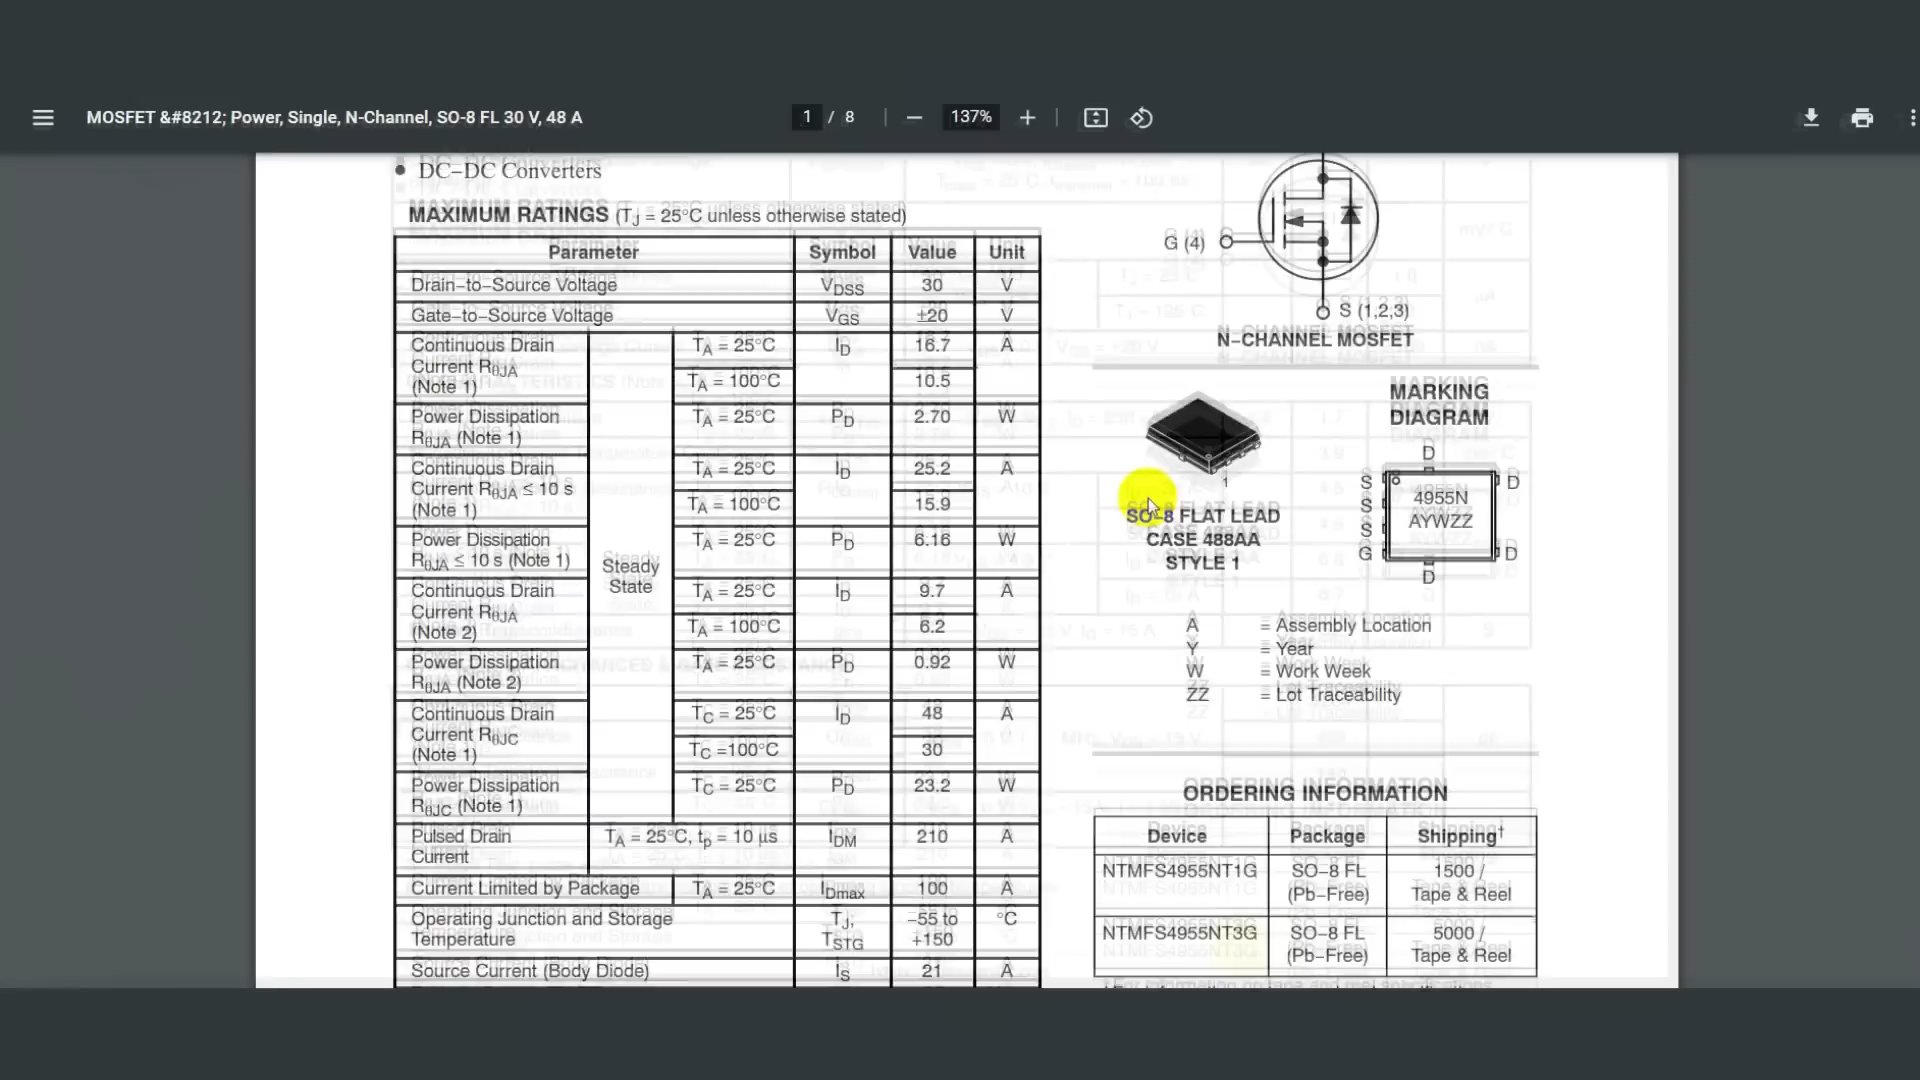 MOSFET &#8212; Power, Single, N-Channel, SO-8 FL 30 V, 48 A
1 / 8
137%
• DC−DC Converters
MAXIMUM RATINGS (TJ = 25°C unless otherwise stated)
Parameter Symbol Value Unit
Drain−to−Source Voltage VDSS 30 V
Gate−to−Source Voltage VGS ±20 V
Continuous Drain Current RθJA (Note 1) TA = 25°C ID 16.7 A
TA = 100°C 10.5
Power Dissipation RθJA (Note 1) TA = 25°C PD 2.70 W
Continuous Drain Current RθJA ≤ 10 s (Note 1) TA = 25°C ID 25.2 A
TA = 100°C 15.9
Power Dissipation RθJA ≤ 10 s (Note 1) TA = 25°C PD 6.16 W
Steady State
Continuous Drain Current RθJA (Note 2) TA = 25°C ID 9.7 A
TA = 100°C 6.2
Power Dissipation RθJA (Note 2) TA = 25°C PD 0.92 W
Continuous Drain Current RθJC (Note 1) TC = 25°C ID 48 A
TC =100°C 30
Power Dissipation RθJC (Note 1) TC = 25°C PD 23.2 W
Pulsed Drain Current TA = 25°C, tp = 10 μs IDM 210 A
Current Limited by Package TA = 25°C IDmax 100 A
Operating Junction and Storage Temperature TJ, TSTG −55 to +150 °C
Source Current (Body Diode) IS 21 A
G (4)
S (1,2,3)
N−CHANNEL MOSFET
1
SO−8 FLAT LEAD
CASE 488AA
STYLE 1
MARKING
DIAGRAM
D
S D
S
S
G D
D
4955N
AYWZZ
A = Assembly Location
Y = Year
W = Work Week
ZZ = Lot Traceability
ORDERING INFORMATION
Device Package Shipping†
NTMFS4955NT1G SO−8 FL (Pb−Free) 1500 / Tape & Reel
NTMFS4955NT3G SO−8 FL (Pb−Free) 5000 / Tape & Reel